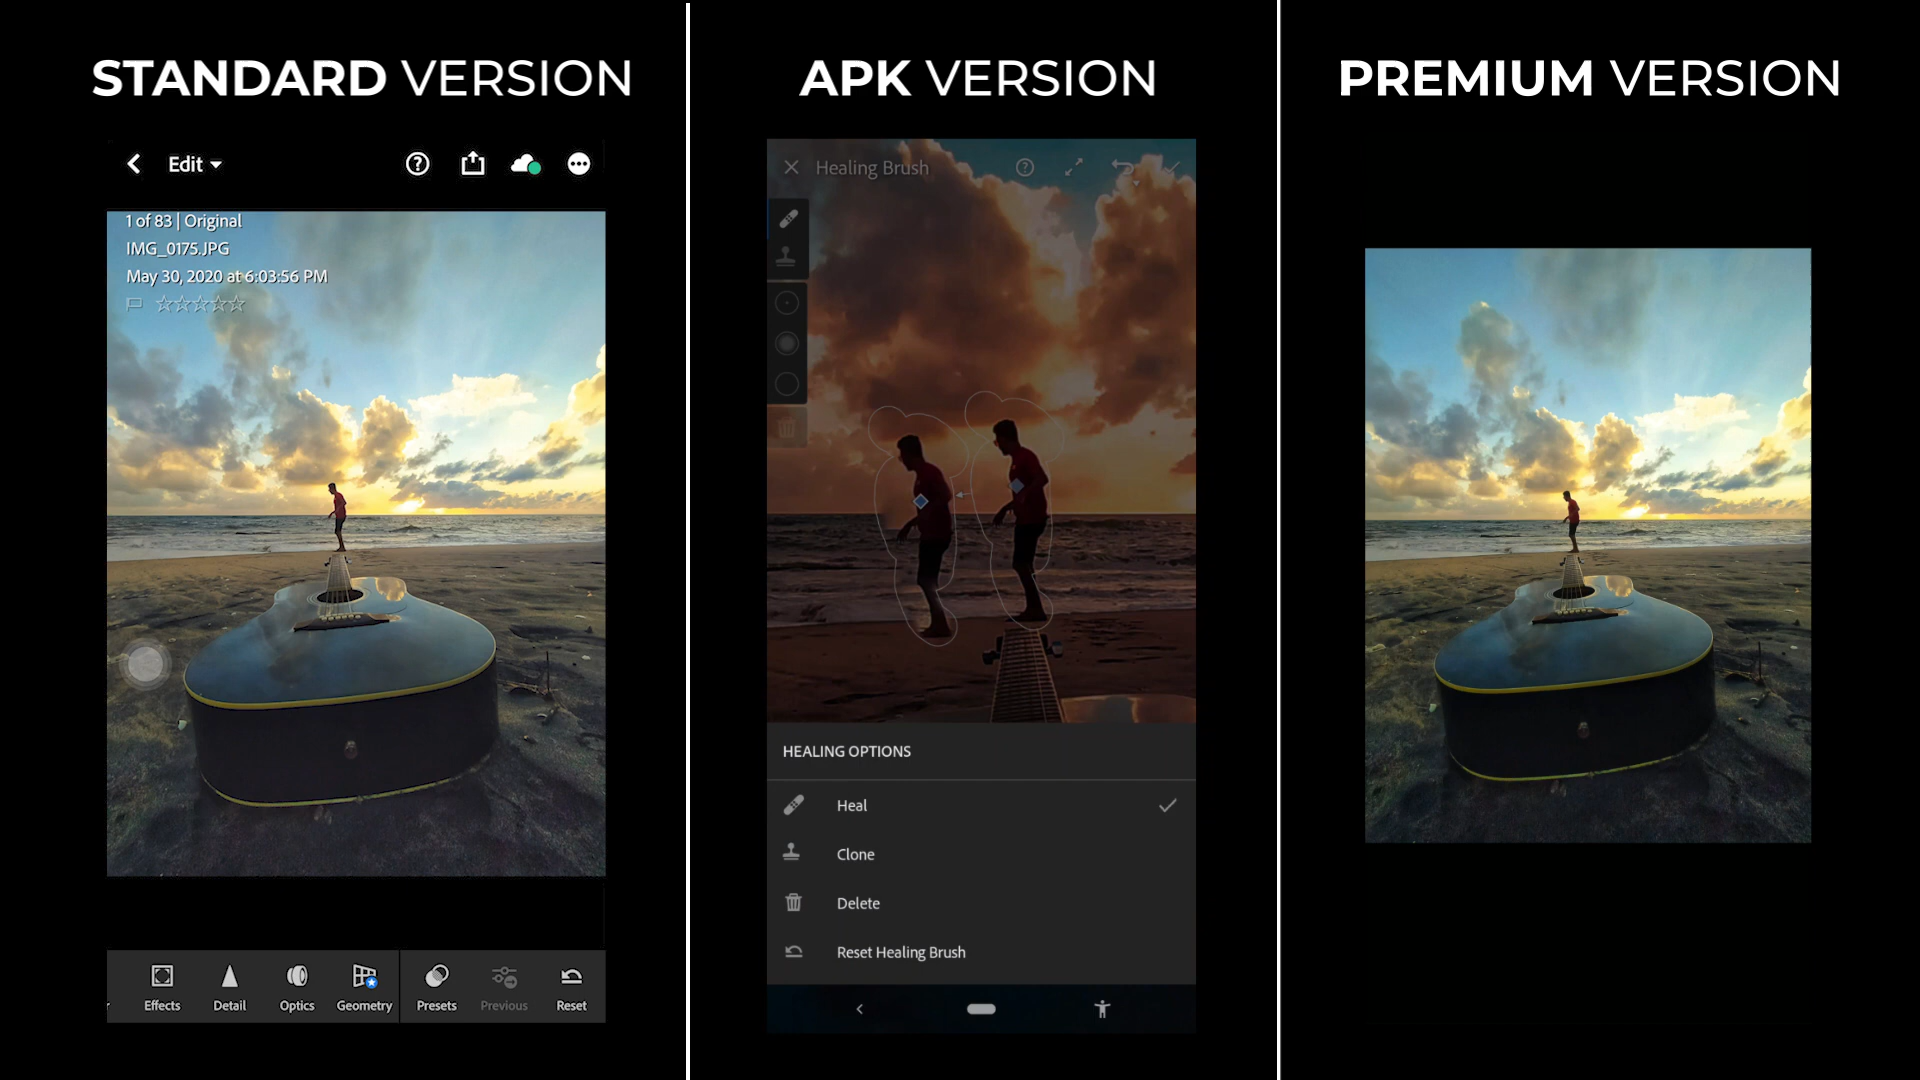 STANDARD VERSION
Edit
1 of 83 | Original
IMG_0175.JPG
May 30, 2020 at 6:03:56 PM
Effects
Detail
Optics
Geometry
Presets
Previous
Reset
APK VERSION
Healing Brush
HEALING OPTIONS
Heal
Clone
Delete
Reset Healing Brush
PREMIUM VERSION